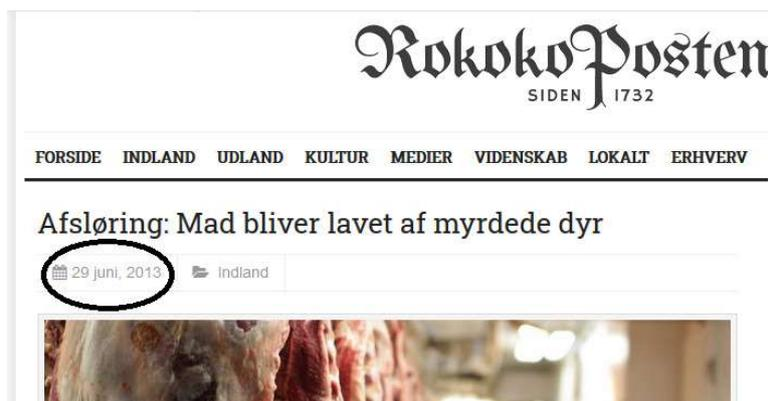 RokokoPosten
SIDEN 1732
FORSIDE INDLAND UDLAND KULTUR MEDIER VIDENSKAB LOKALT ERHVERV
Afsløring: Mad bliver lavet af myrdede dyr
29 juni, 2013 Indland